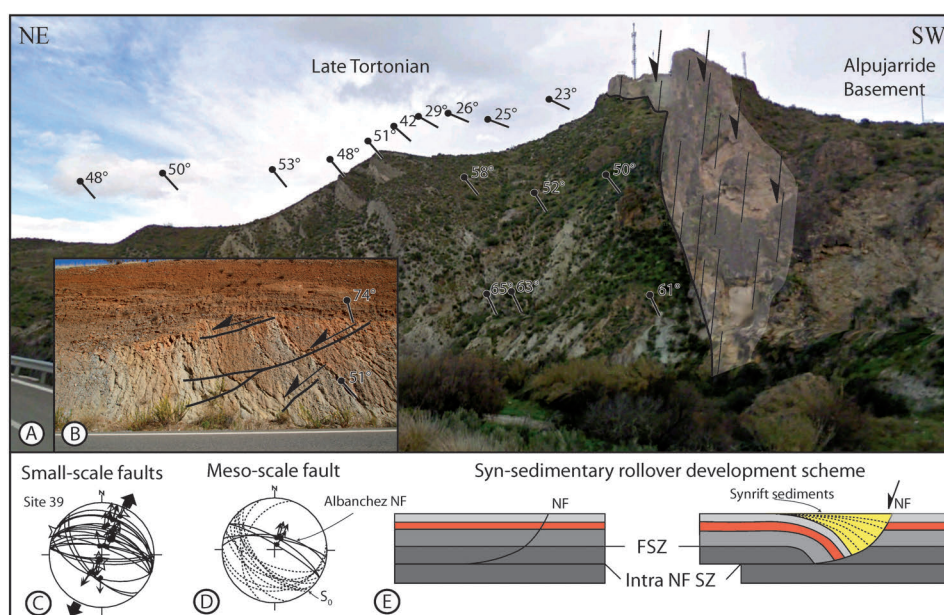 NE
SW
Late Tortonian
Alpujarride
Basement
23°
26°
29°
25°
42°
51°
48°
53°
50°
48°
58°
52°
50°
65°
63°
61°
74°
51°
A
B
Small-scale faults
Meso-scale fault
Syn-sedimentary rollover development scheme
Site 39
N
N
Albanchez NF
Synrift sediments
NF
NF
FSZ
Intra NF SZ
S₀
C
D
E